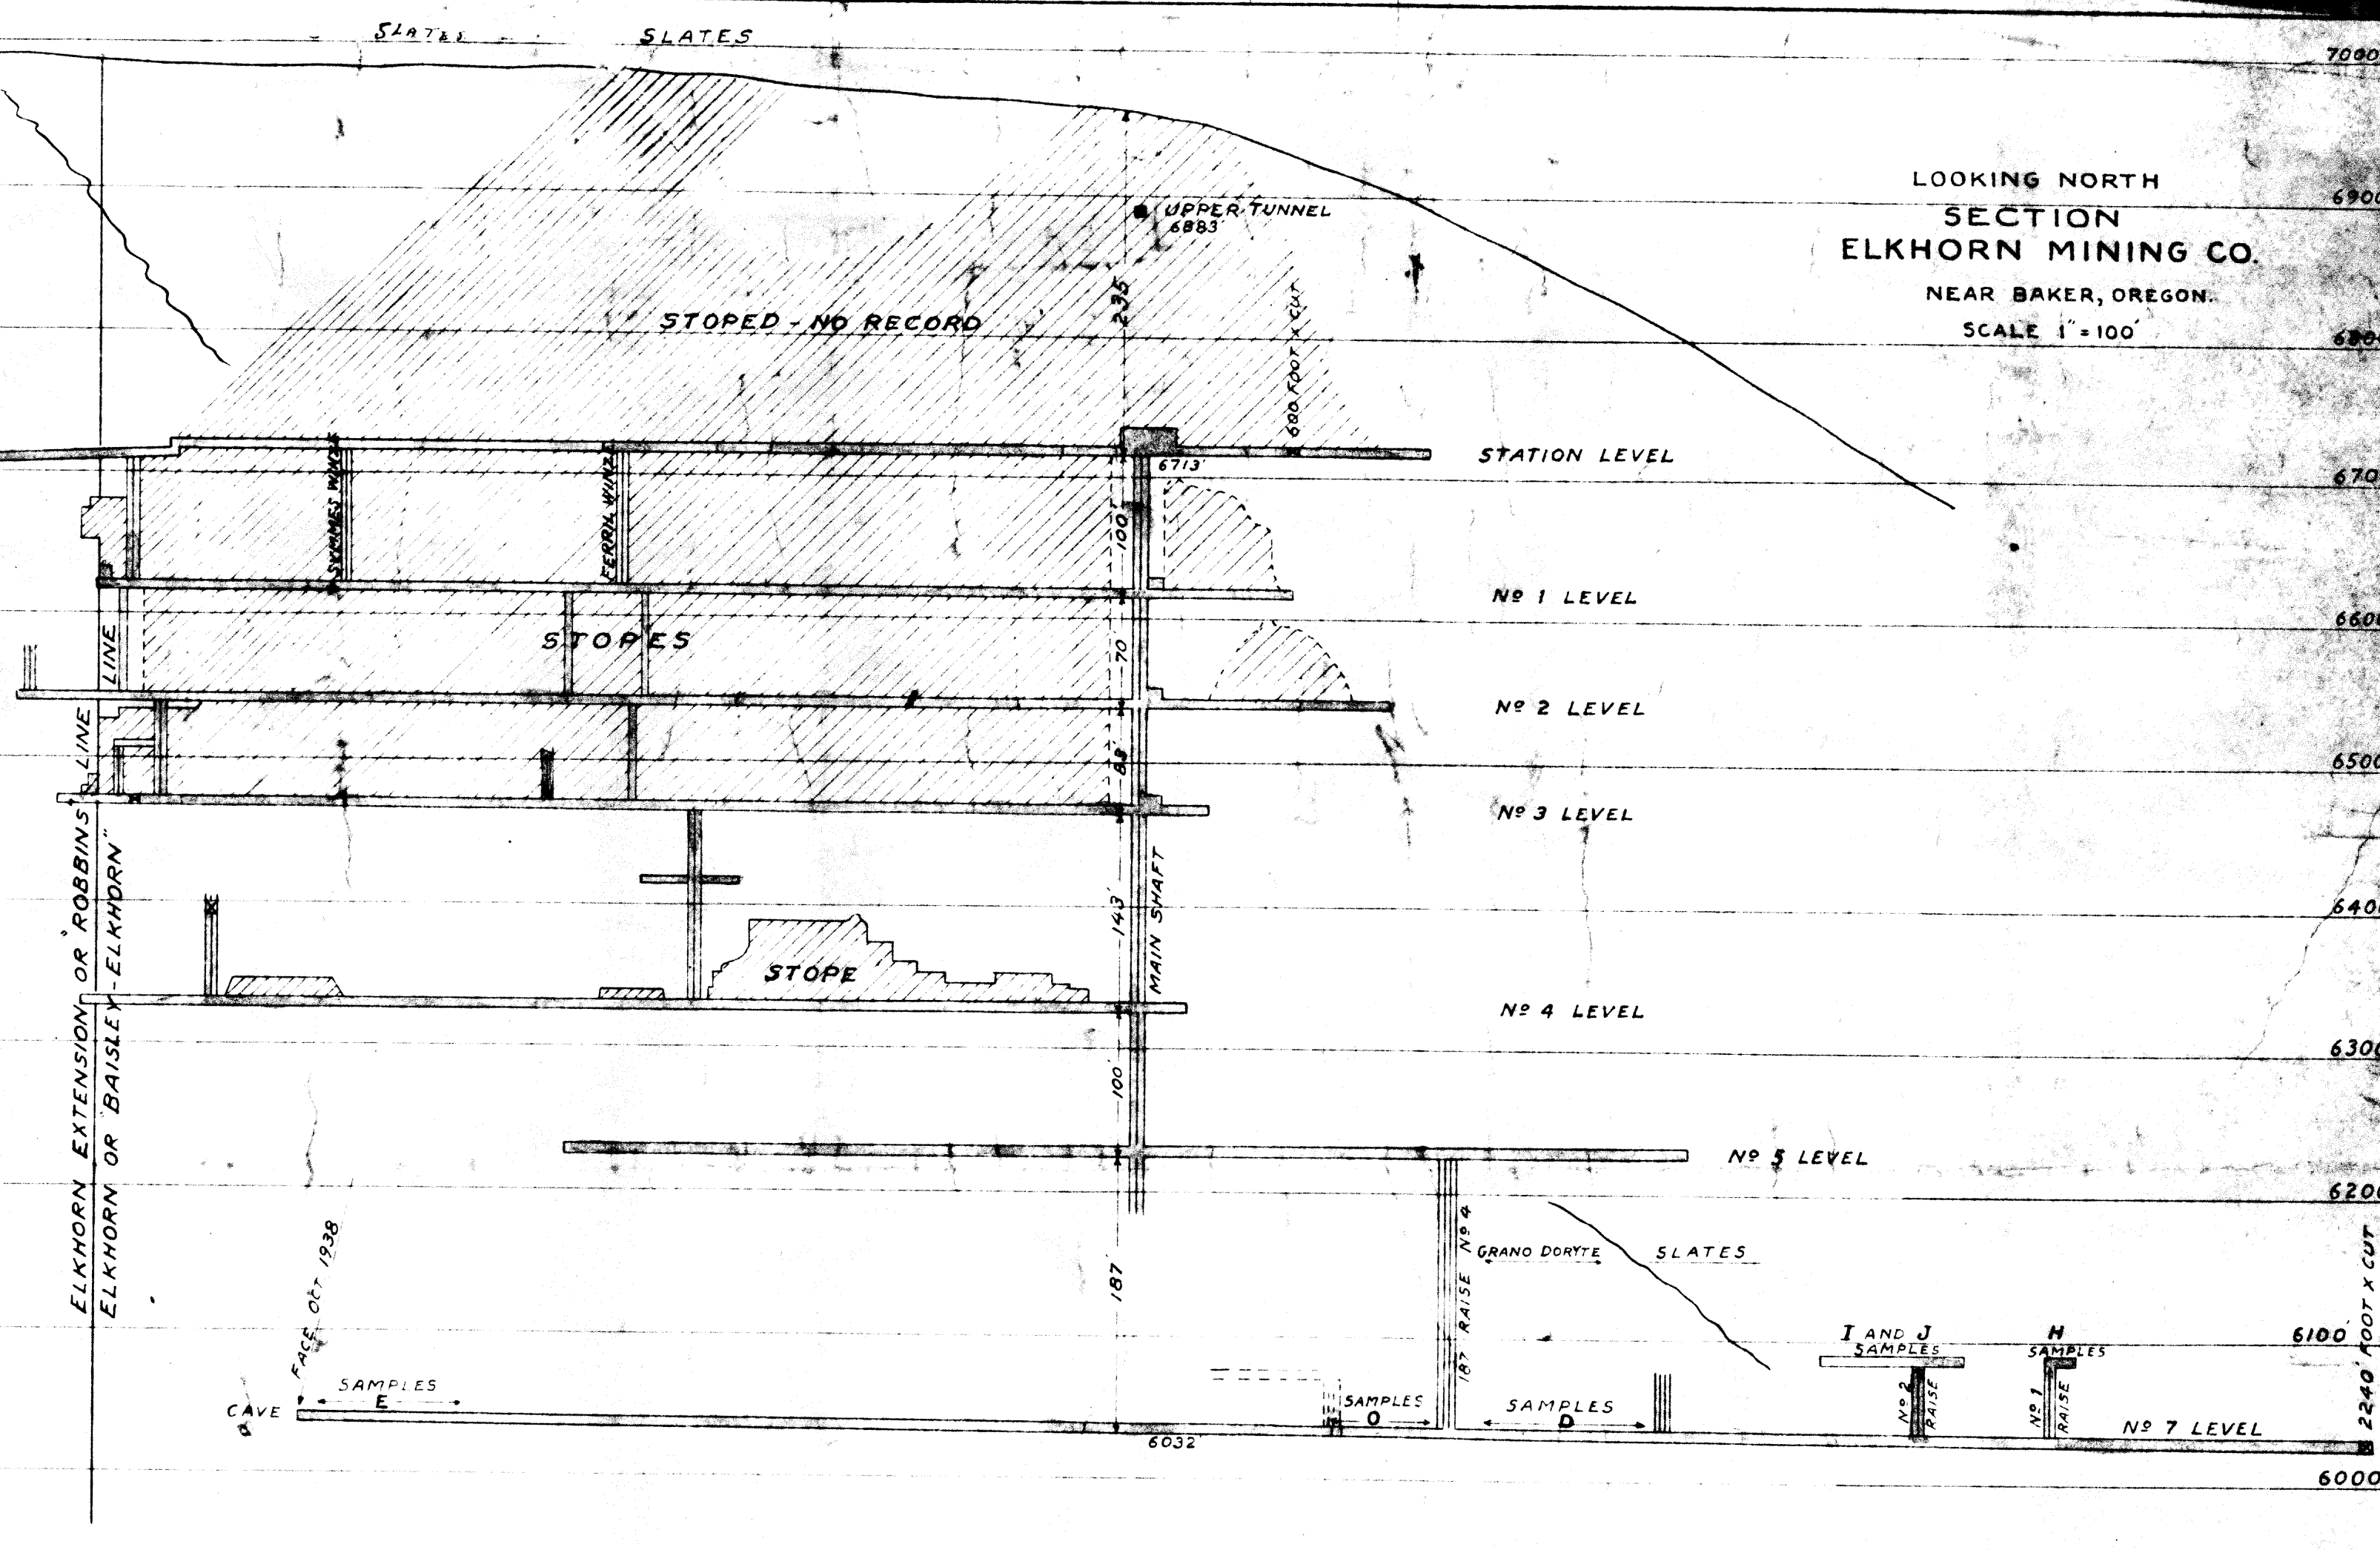 SLATES
SLATES
7000
LOOKING NORTH
6900
SECTION
ELKHORN MINING CO.
NEAR BAKER, OREGON.
SCALE 1"=100'
UPPER TUNNEL
6883'
235'
600 FOOT X CUT
STOPED - NO RECORD
6800
STATION LEVEL
6713'
670
SYMMES WINZE
FERRIL WINZE
100'
Nº 1 LEVEL
6600
STOPES
LINE
70'
Nº 2 LEVEL
LINE
6500
Nº 3 LEVEL
MAIN SHAFT
143'
640
STOPE
Nº 4 LEVEL
6300
100'
ELKHORN EXTENSION OR "ROBBINS"
ELKHORN OR "BAISLEY-ELKHORN"
Nº 5 LEVEL
6200
187'
187' RAISE Nº 4
GRANO DORYTE
SLATES
FACE OCT 1938
I AND J
SAMPLES
H
SAMPLES
6100'
2240' FOOT X CUT
CAVE
SAMPLES
E
SAMPLES
O
SAMPLES
D
Nº 2
RAISE
Nº 1
RAISE
Nº 7 LEVEL
6032'
6000